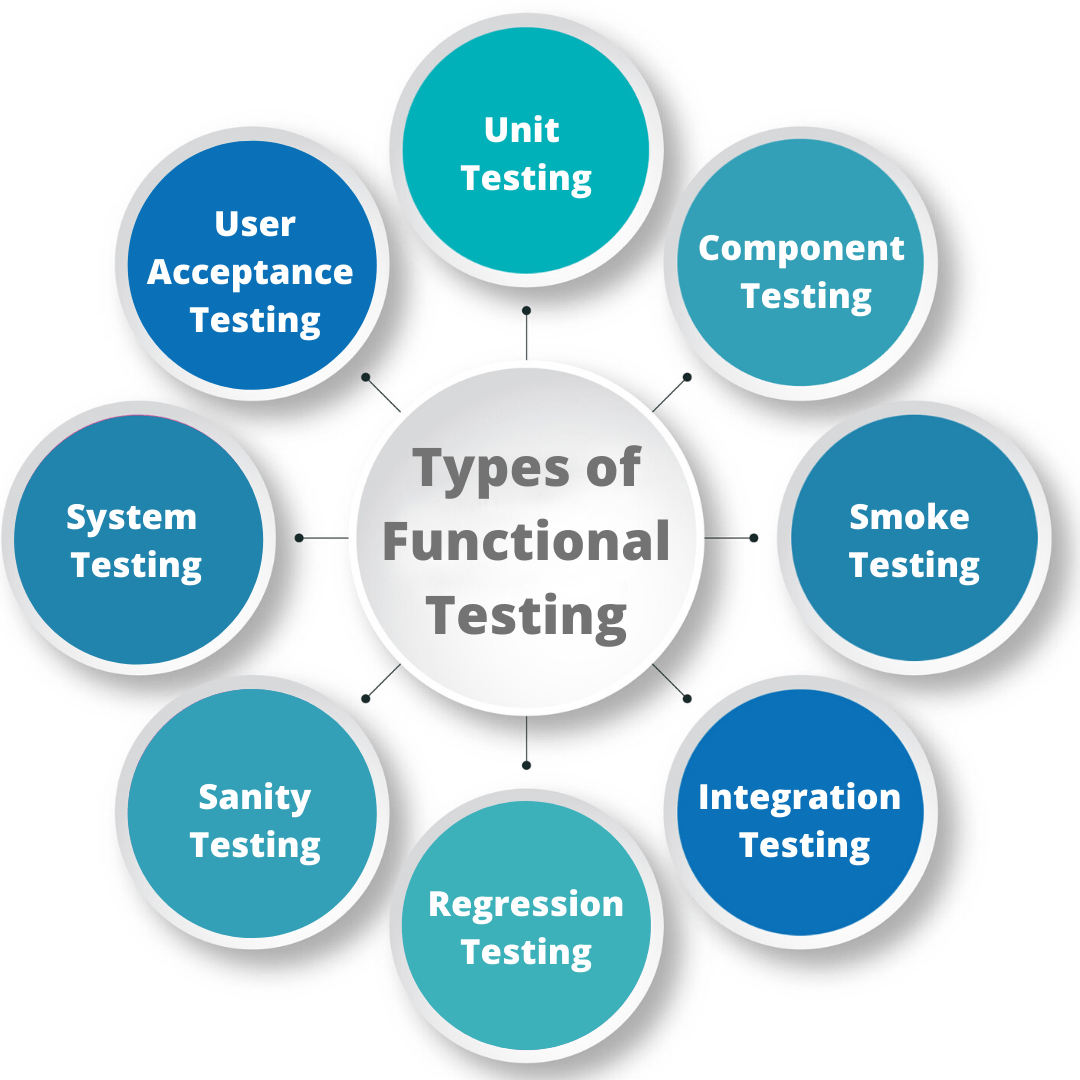 Unit
Testing
Component
Testing
Smoke
Testing
Integration
Testing
Regression
Testing
Sanity
Testing
System
Testing
User
Acceptance
Testing
Types of
Functional
Testing